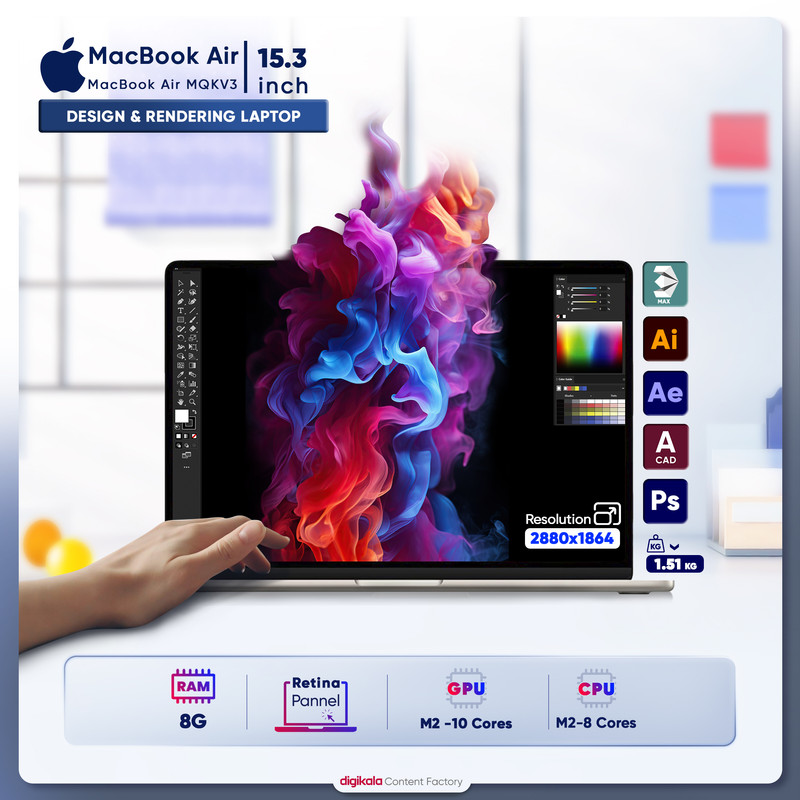 MacBook Air
MacBook Air MQKV3
15.3
inch
DESIGN & RENDERING LAPTOP
MAX
Ai
Ae
A
CAD
Ps
Resolution
2880x1864
KG
1.51 KG
RAM
8G
Retina
Pannel
GPU
M2 -10 Cores
CPU
M2-8 Cores
digikala Content Factory